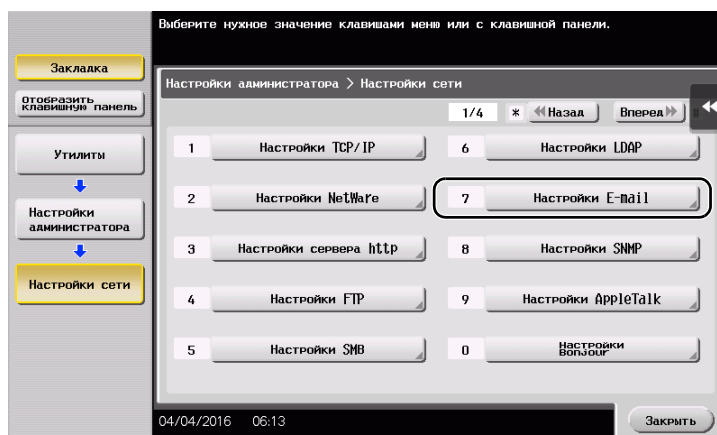 Выберите нужное значение клавишами меню или с клавишной панели.
Закладка
Отобразить
клавишную панель
Утилиты
Настройки
администратора
Настройки сети
Настройки администратора > Настройки сети
1/4 * Назад Вперед
1 Настройки TCP/IP
6 Настройки LDAP
2 Настройки NetWare
7 Настройки E-mail
3 Настройки сервера http
8 Настройки SNMP
4 Настройки FTP
9 Настройки AppleTalk
5 Настройки SMB
0 Настройки
Bonjour
04/04/2016 06:13
Закрыть